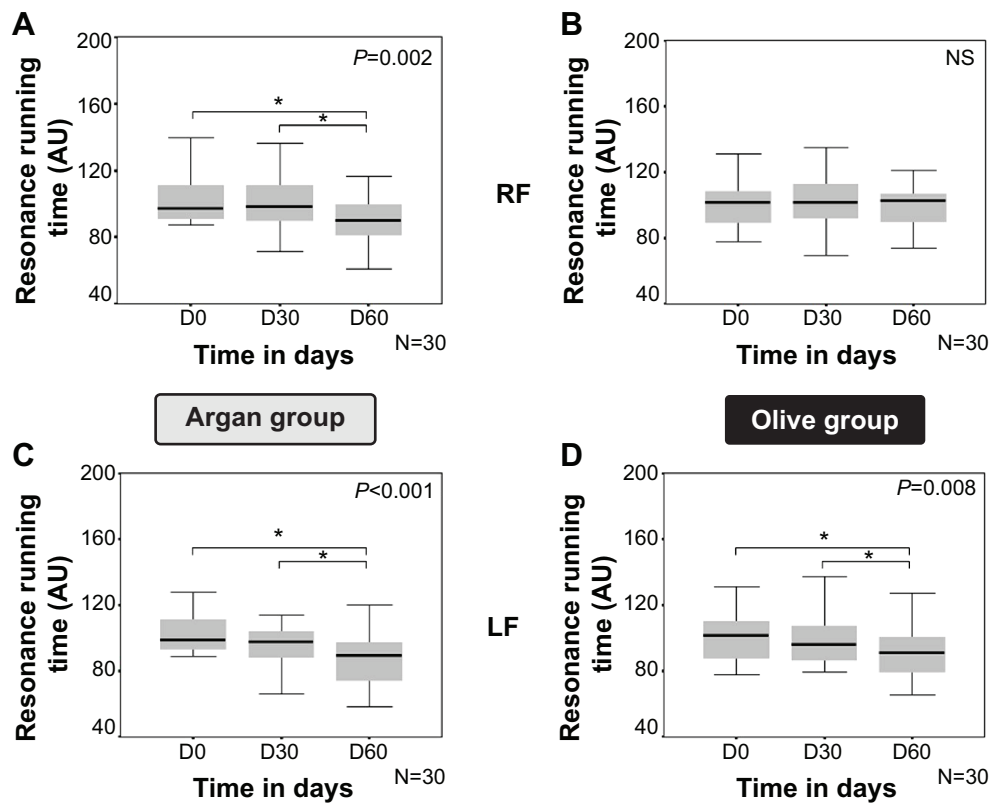 A
Resonance running
time (AU)
200
160
120
80
40
P=0.002
*
*
D0 D30 D60
N=30
Time in days
RF
B
Resonance running
time (AU)
200
160
120
80
40
NS
D0 D30 D60
N=30
Time in days
Argan group
Olive group
C
Resonance running
time (AU)
200
160
120
80
40
P<0.001
*
*
D0 D30 D60
N=30
Time in days
LF
D
Resonance running
time (AU)
200
160
120
80
40
P=0.008
*
*
D0 D30 D60
N=30
Time in days